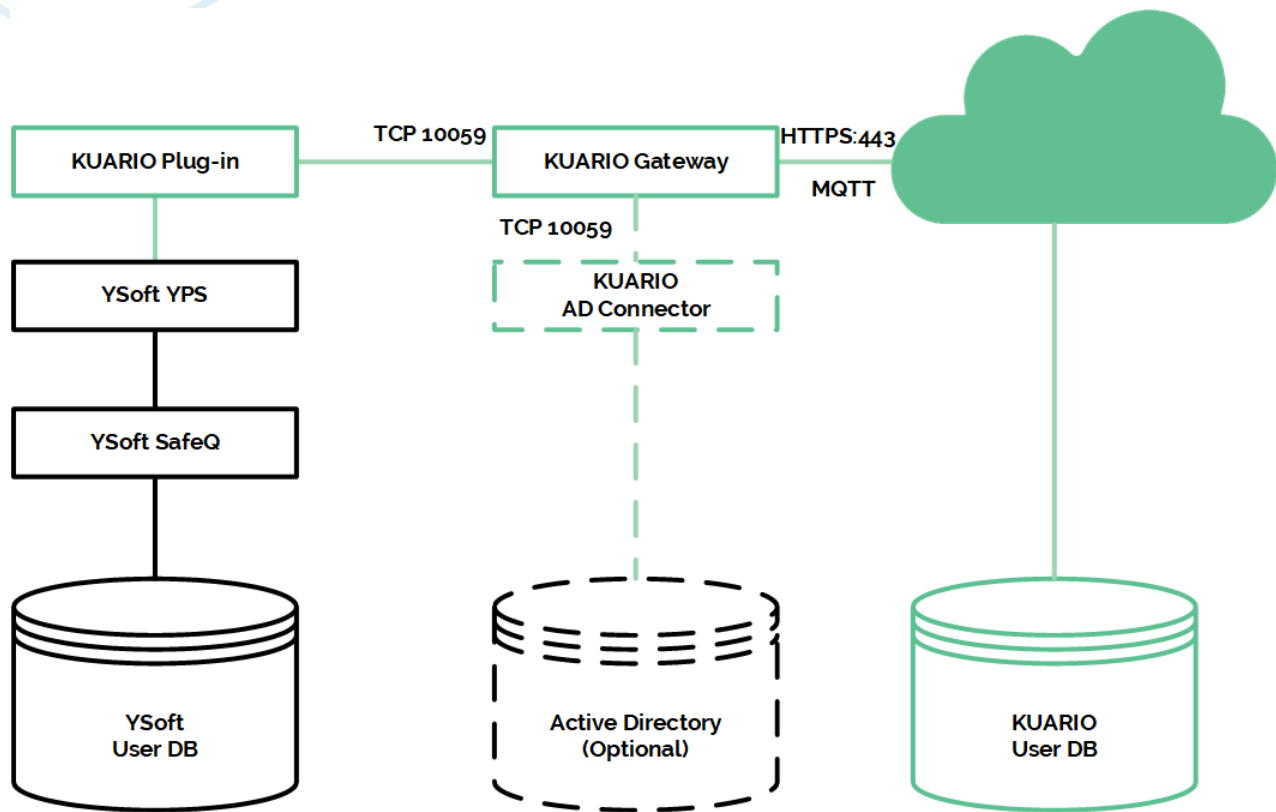 TCP 10059
HTTPS:443
KUARIO Plug-in
KUARIO Gateway
MQTT
TCP 10059
YSoft YPS
KUARIO
AD Connector
YSoft SafeQ
YSoft
User DB
Active Directory
(Optional)
KUARIO
User DB